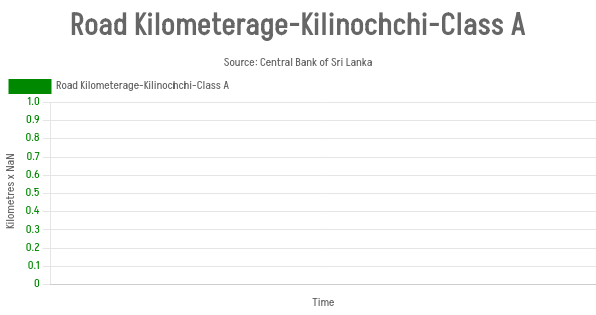 Road Kilometerage-Kilinochchi-Class A
Source: Central Bank of Sri Lanka
Road Kilometerage-Kilinochchi-Class A
Kilometres x NaN
1.0
0.9
0.8
0.7
0.6
0.5
0.4
0.3
0.2
0.1
0
Time